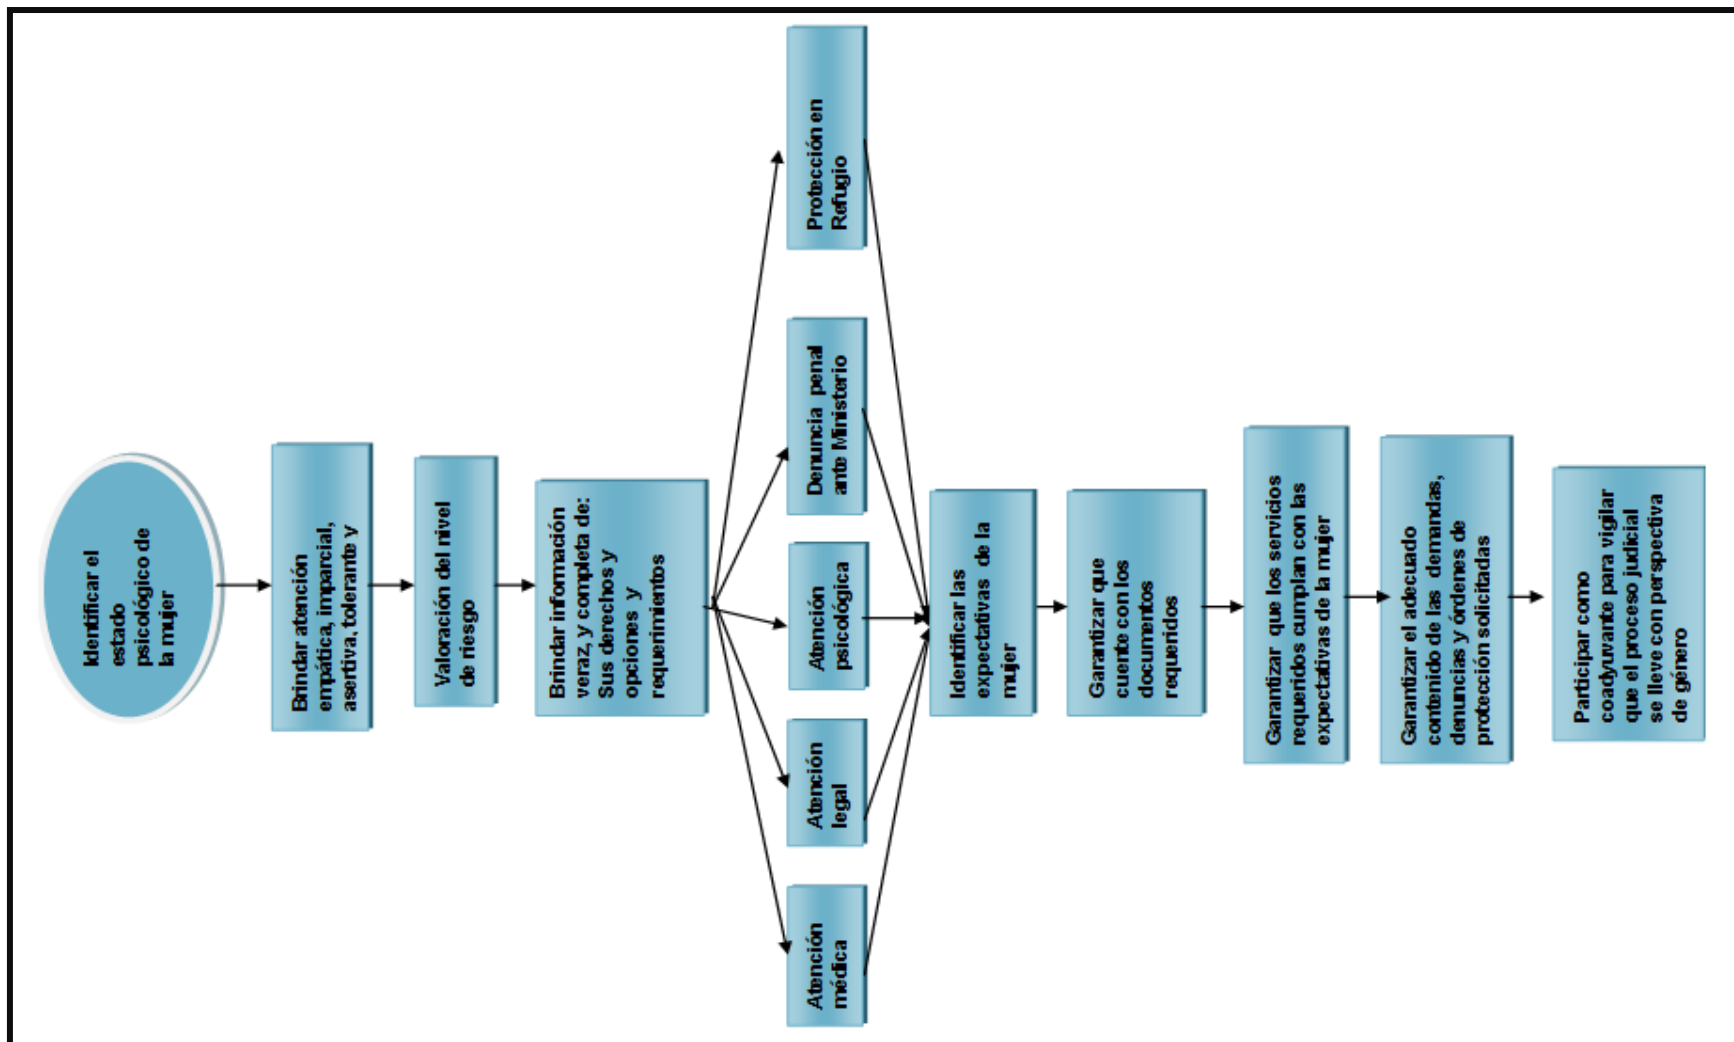 Identificar el
estado
psicológico de
la mujer
Brindar atención
empática, imparcial,
asertiva, tolerante y
Valoración del nivel
de riesgo
Brindar información
veraz, y completa de:
Sus derechos y
opciones y
requerimientos
Atención
médica
Atención
legal
Atención
psicológica
Denuncia penal
ante Ministerio
Protección en
Refugio
Identificar las
expectativas de la
mujer
Garantizar que
cuente con los
documentos
requeridos
Garantizar que los servicios
requeridos cumplan con las
expectativas de la mujer
Garantizar el adecuado
contenido de las demandas,
denuncias y órdenes de
protección solicitadas
Participar como
coadyuvante para vigilar
que el proceso judicial
se lleve con perspectiva
de género